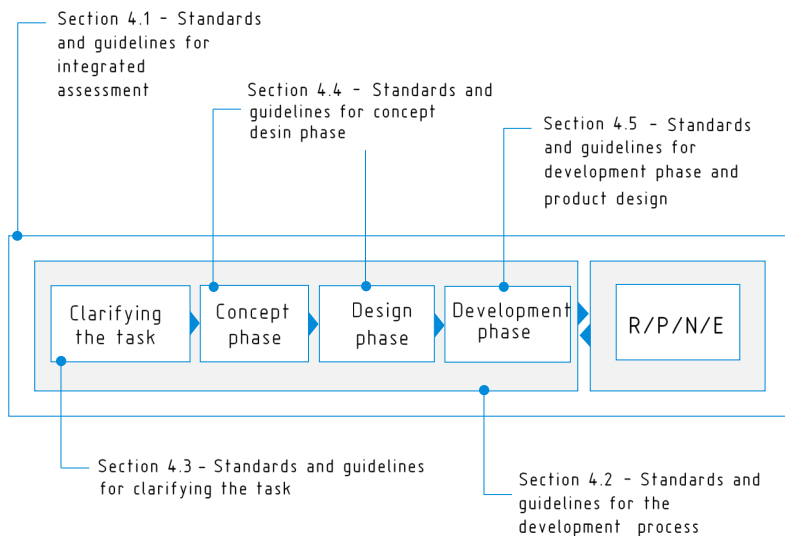 Section 4.1 - Standards
and guidelines for
integrated
assessment
Section 4.4 - Standards and
guidelines for concept
desin phase
Section 4.5 - Standards
and guidelines for
development phase and
product design
Clarifying
the task
Concept
phase
Design
phase
Development
phase
R/P/N/E
Section 4.3 - Standards and guidelines
for clarifying the task
Section 4.2 - Standards and
guidelines for the
development process